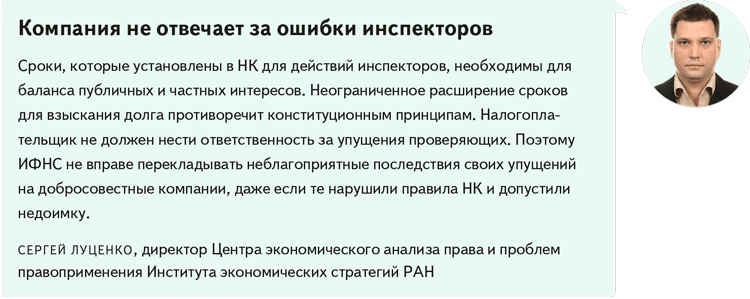 Компания не отвечает за ошибки инспекторов
Сроки, которые установлены в НК для действий инспекторов, необходимы для
баланса публичных и частных интересов. Неограниченное расширение сроков
для взыскания долга противоречит конституционным принципам. Налогопла-
тельщик не должен нести ответственность за упущения проверяющих. Поэтому
ИФНС не вправе перекладывать неблагоприятные последствия своих упущений
на добросовестные компании, даже если те нарушили правила НК и допустили
недоимку.
СЕРГЕЙ ЛУЦЕНКО, директор Центра экономического анализа права и проблем
правоприменения Института экономических стратегий РАН